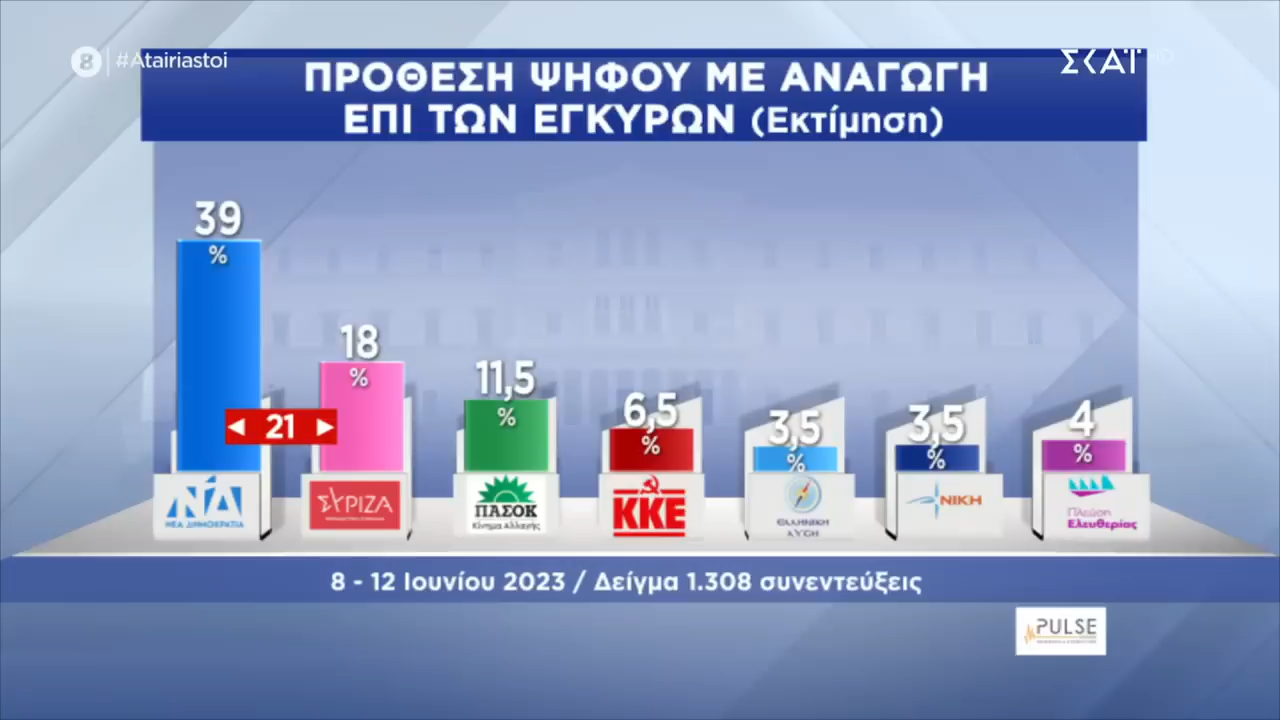 8 #Atairiastoi
ΣΚΑΪ HD
ΠΡΟΘΕΣΗ ΨΗΦΟΥ ΜΕ ΑΝΑΓΩΓΗ
ΕΠΙ ΤΩΝ ΕΓΚΥΡΩΝ (Εκτίμηση)
39 %
18 %
11,5 %
6,5 %
3,5 %
3,5 %
4 %
◄ 21 ►
ΝΔ
ΝΕΑ ΔΗΜΟΚΡΑΤΙΑ
ΣΥΡΙΖΑ
ΠΑΣΟΚ
Κίνημα Αλλαγής
ΚΚΕ
ΕΛΛΗΝΙΚΗ
ΛΥΣΗ
ΝΙΚΗ
Πλεύση
Ελευθερίας
8 - 12 Ιουνίου 2023 / Δείγμα 1.308 συνεντεύξεις
PULSE